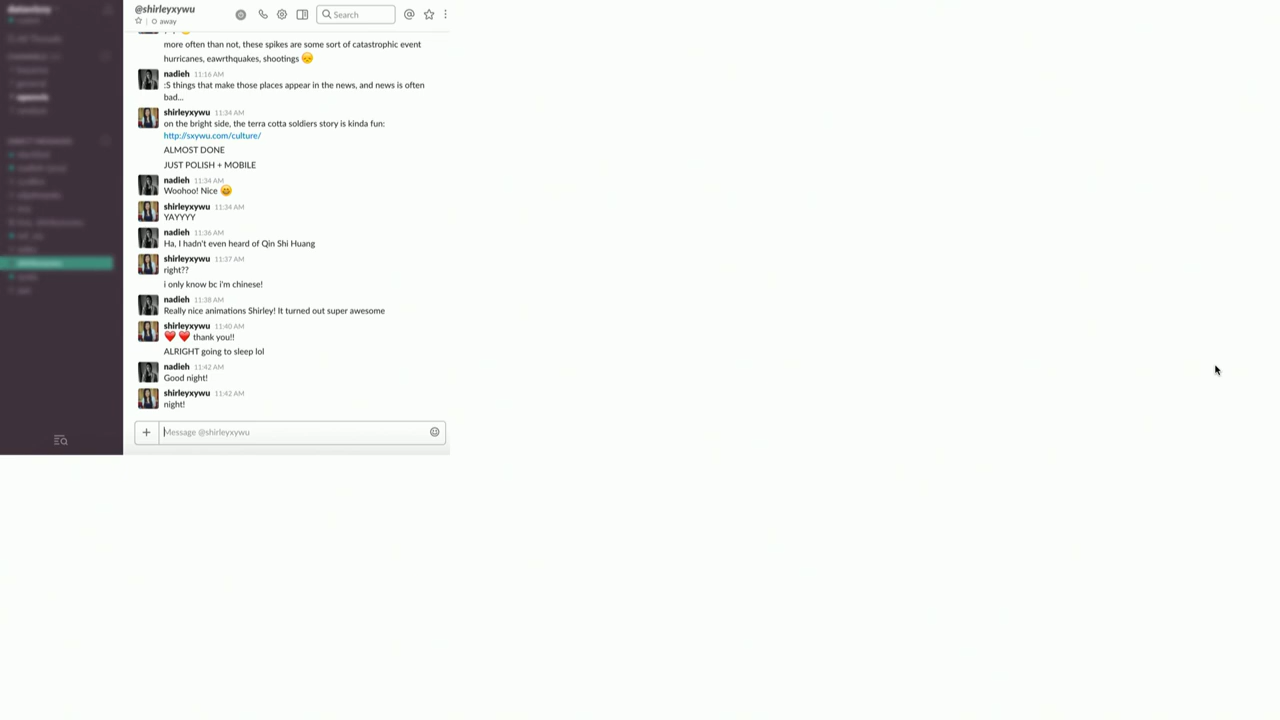 @shirleyxywu
away
Search
more often than not, these spikes are some sort of catastrophic event
hurricanes, eawrthquakes, shootings 😞
nadieh 11:16 AM
:S things that make those places appear in the news, and news is often
bad...
shirleyxywu 11:34 AM
on the bright side, the terra cotta soldiers story is kinda fun:
http://sxywu.com/culture/
ALMOST DONE
JUST POLISH + MOBILE
nadieh 11:34 AM
Woohoo! Nice 😄
shirleyxywu 11:34 AM
YAYYYY
nadieh 11:36 AM
Ha, I hadn't even heard of Qin Shi Huang
shirleyxywu 11:37 AM
right??
i only know bc i'm chinese!
nadieh 11:38 AM
Really nice animations Shirley! It turned out super awesome
shirleyxywu 11:40 AM
❤️ ❤️ thank you!!
ALRIGHT going to sleep lol
nadieh 11:42 AM
Good night!
shirleyxywu 11:42 AM
night!
Message @shirleyxywu